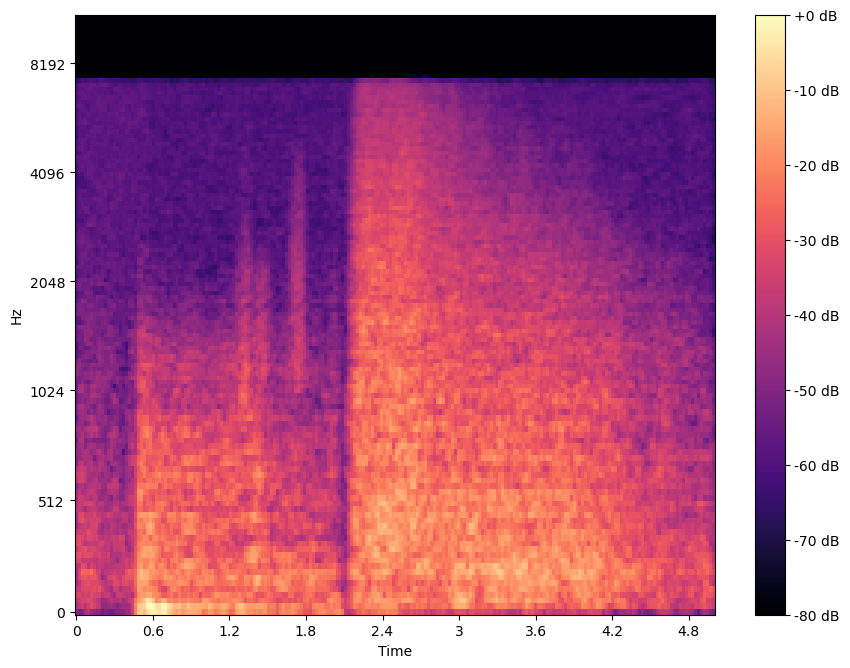 8192
4096
2048
1024
512
0
Hz
0 0.6 1.2 1.8 2.4 3 3.6 4.2 4.8
Time
+0 dB
-10 dB
-20 dB
-30 dB
-40 dB
-50 dB
-60 dB
-70 dB
-80 dB